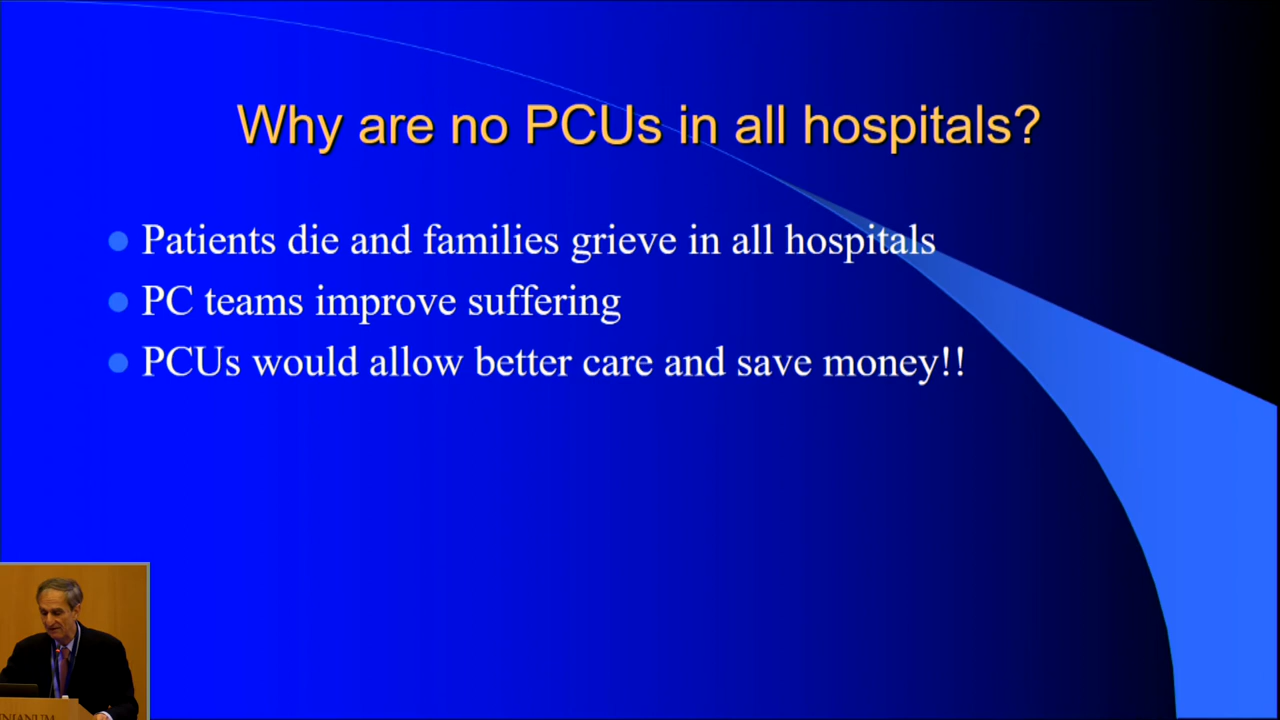 Why are no PCUs in all hospitals?
Patients die and families grieve in all hospitals
PC teams improve suffering
PCUs would allow better care and save money!!